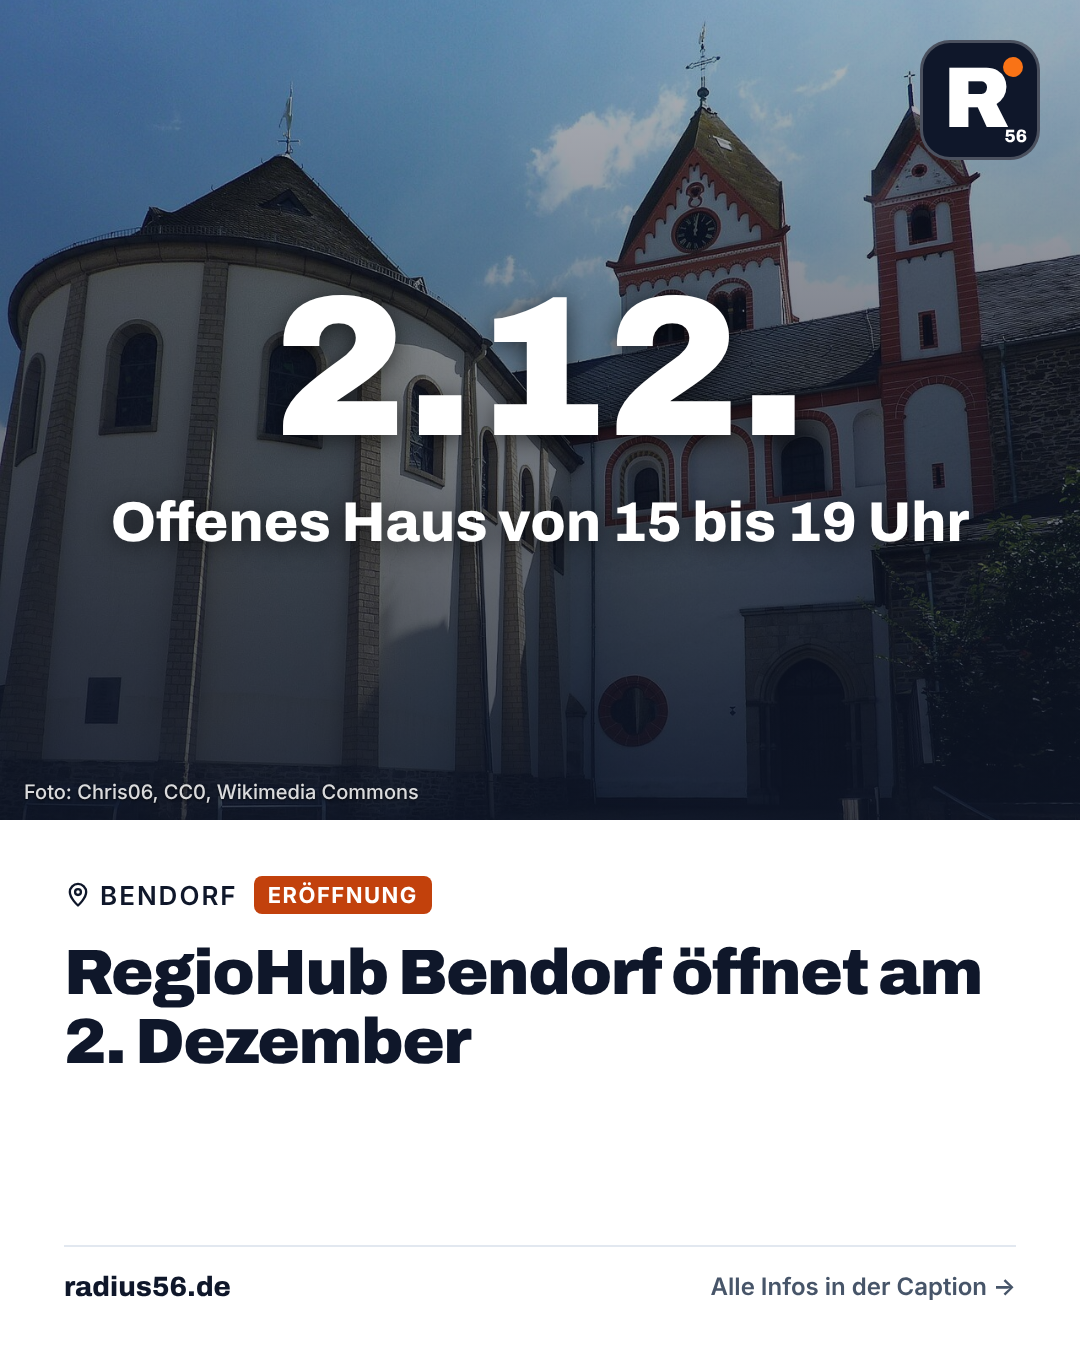 R
56
2.12.
Offenes Haus von 15 bis 19 Uhr
Foto: Chris06, CC0, Wikimedia Commons
BENDORF
ERÖFFNUNG
RegioHub Bendorf öffnet am
2. Dezember
radius56.de
Alle Infos in der Caption →